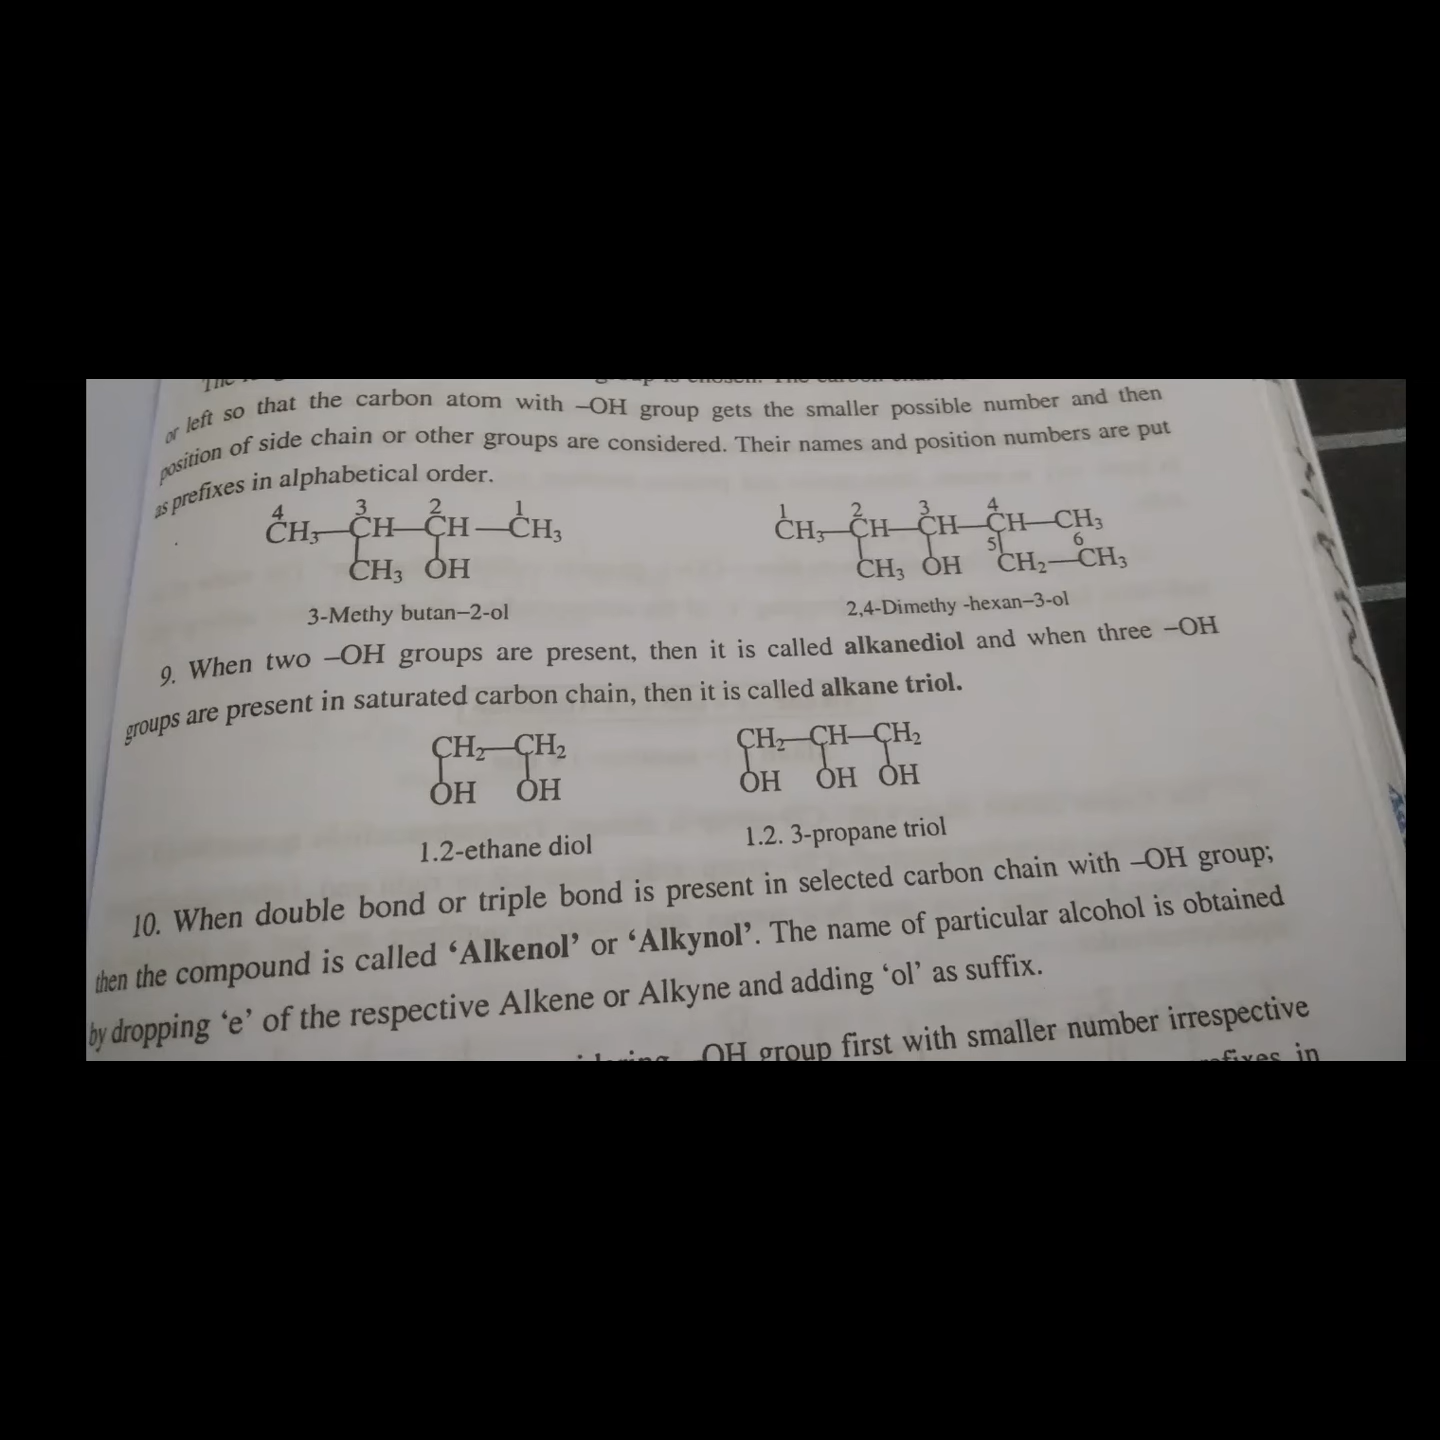 or left so that the carbon atom with –OH group gets the smaller possible number and then
position of side chain or other groups are considered. Their names and position numbers are put
as prefixes in alphabetical order.
4 3 2 1
CH₃—CH—CH—CH₃
CH₃ OH
3-Methy butan–2-ol
1 2 3 4
CH₃—CH—CH—CH—CH₃
5 6
CH₃ OH CH₂—CH₃
2,4-Dimethy -hexan–3-ol
9. When two –OH groups are present, then it is called alkanediol and when three –OH
groups are present in saturated carbon chain, then it is called alkane triol.
CH₂—CH₂
OH OH
1.2-ethane diol
CH₂—CH—CH₂
OH OH OH
1.2. 3-propane triol
10. When double bond or triple bond is present in selected carbon chain with –OH group;
then the compound is called ‘Alkenol’ or ‘Alkynol’. The name of particular alcohol is obtained
by dropping ‘e’ of the respective Alkene or Alkyne and adding ‘ol’ as suffix.
–OH group first with smaller number irrespective
in